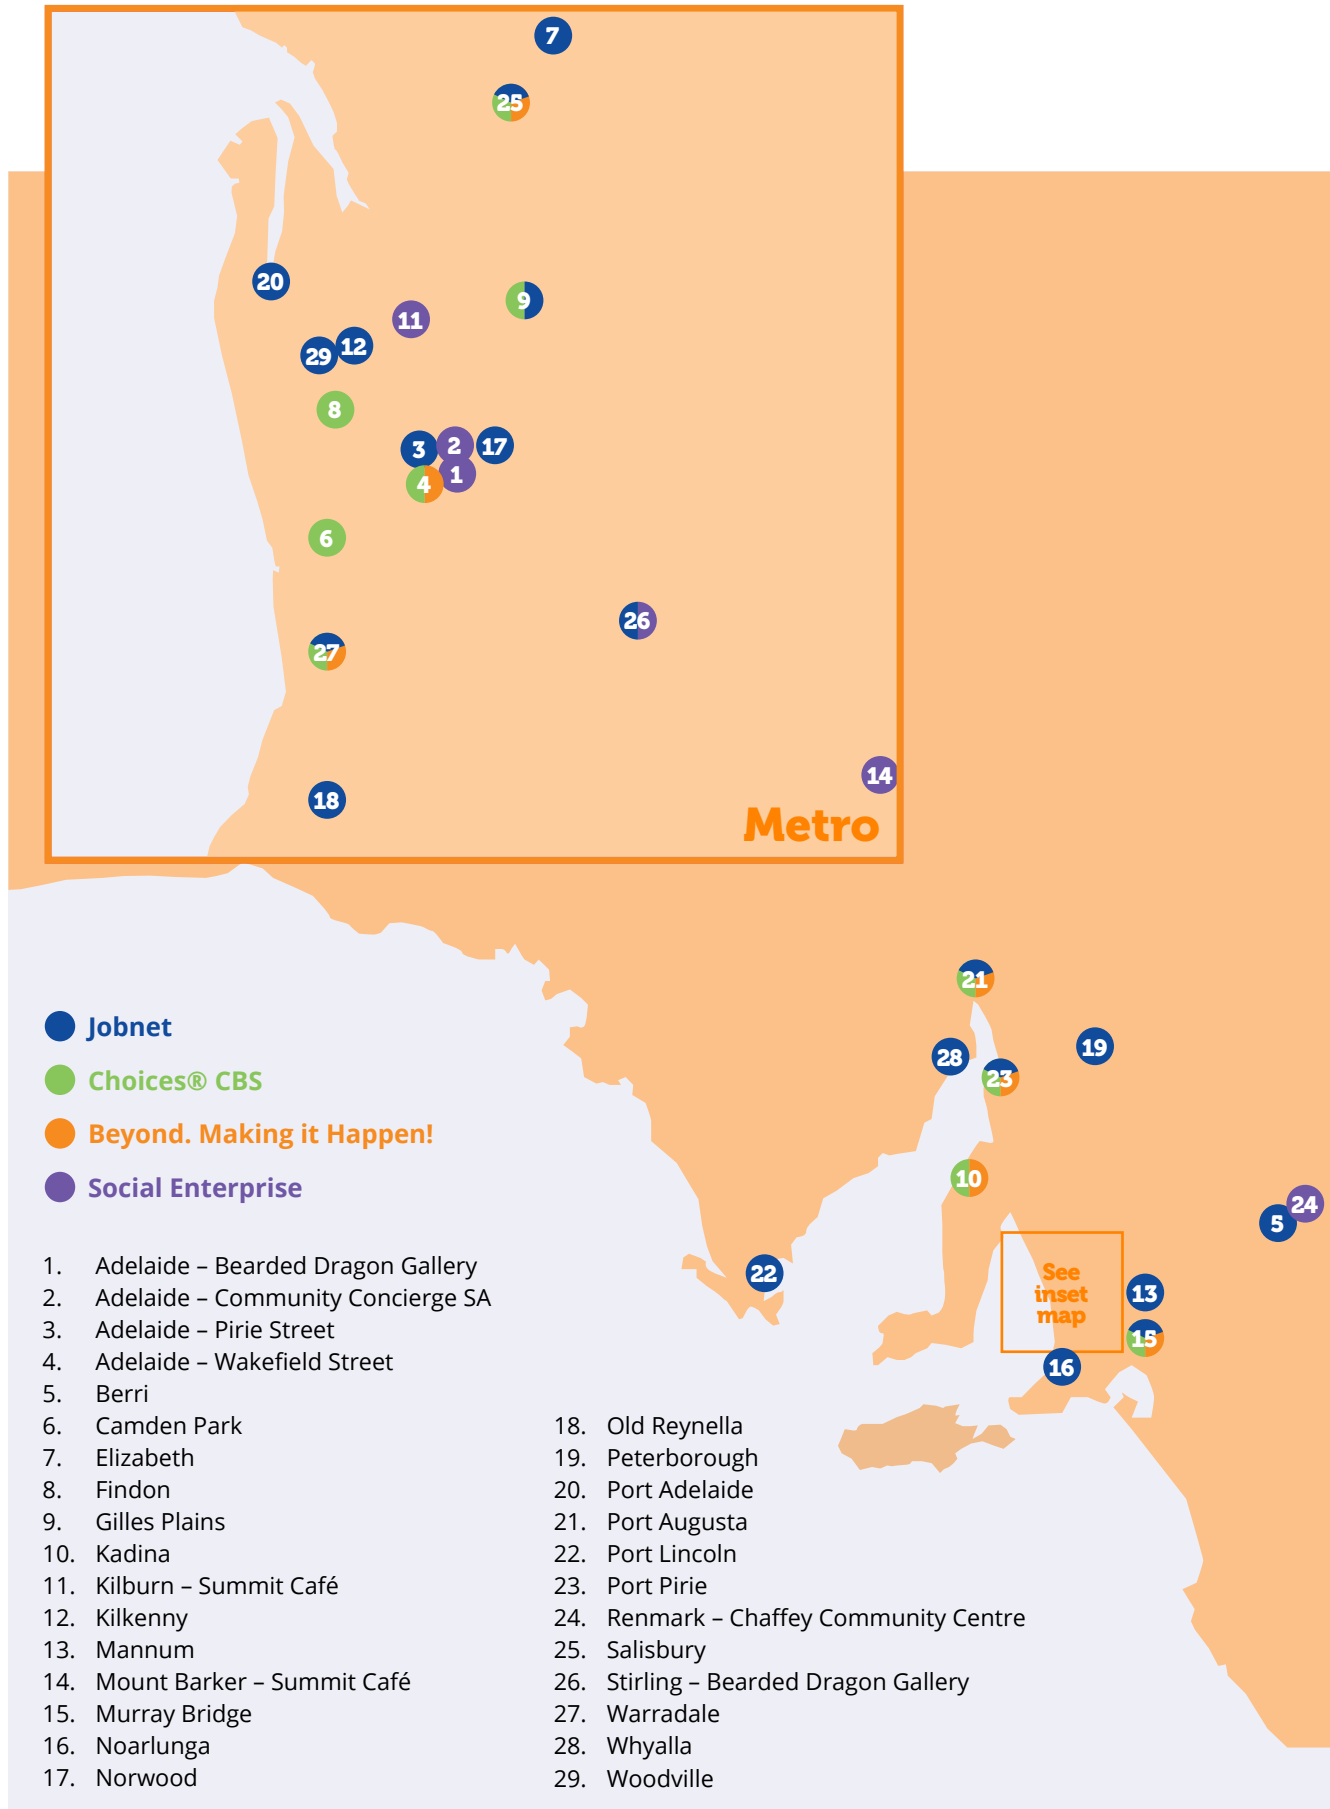 7
25
20
9
11
12
29
8
3
2
17
1
4
6
26
27
14
18
Metro
21
19
28
23
10
24
5
See
inset
map
22
13
15
16
Jobnet
Choices® CBS
Beyond. Making it Happen!
Social Enterprise
1. Adelaide – Bearded Dragon Gallery
2. Adelaide – Community Concierge SA
3. Adelaide – Pirie Street
4. Adelaide – Wakefield Street
5. Berri
6. Camden Park
7. Elizabeth
8. Findon
9. Gilles Plains
10. Kadina
11. Kilburn – Summit Café
12. Kilkenny
13. Mannum
14. Mount Barker – Summit Café
15. Murray Bridge
16. Noarlunga
17. Norwood
18. Old Reynella
19. Peterborough
20. Port Adelaide
21. Port Augusta
22. Port Lincoln
23. Port Pirie
24. Renmark – Chaffey Community Centre
25. Salisbury
26. Stirling – Bearded Dragon Gallery
27. Warradale
28. Whyalla
29. Woodville